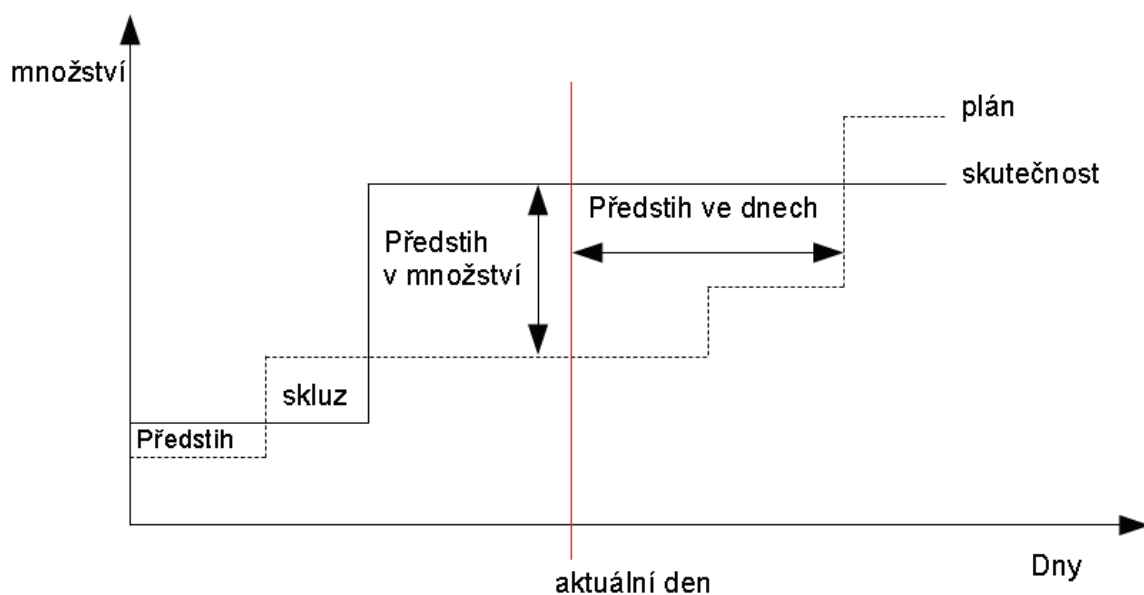 množství
plán
skutečnost
Předstih ve dnech
Předstih
v množství
skluz
Předstih
Dny
aktuální den